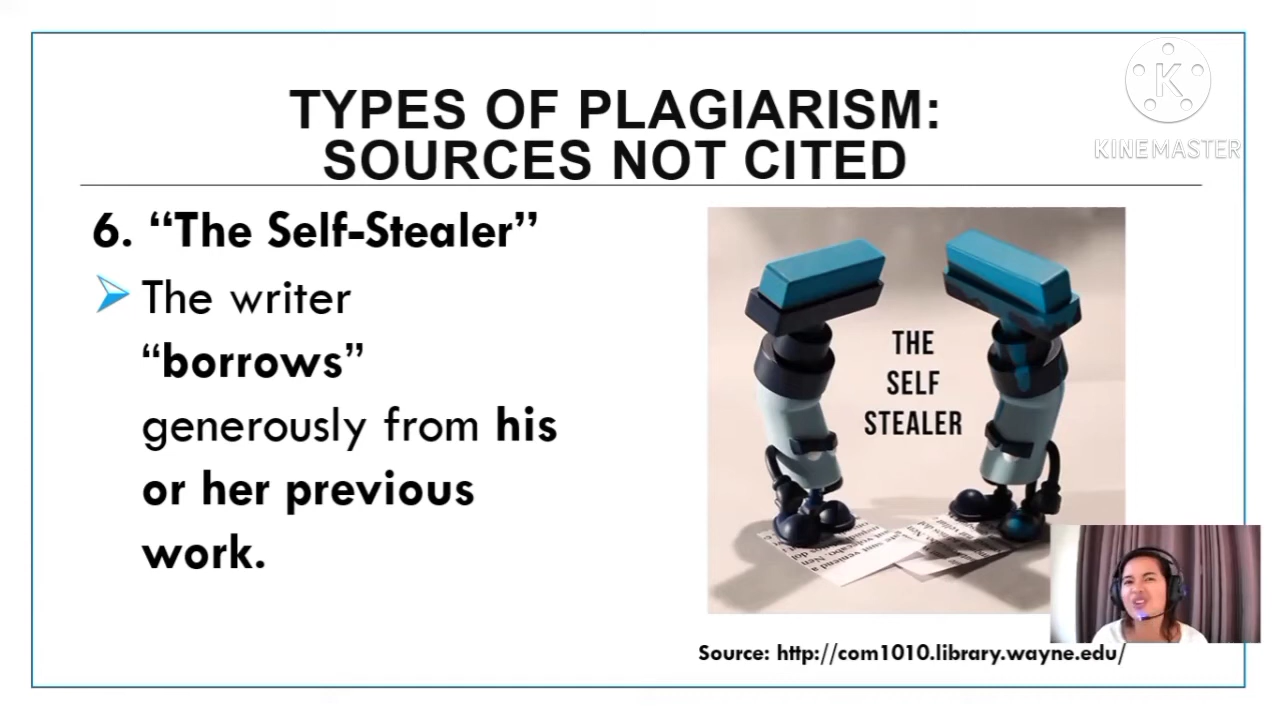 TYPES OF PLAGIARISM:
SOURCES NOT CITED
K
KINEMASTER
6. “The Self-Stealer”
The writer
“borrows”
generously from his
or her previous
work.
THE
SELF
STEALER
Source: http://com1010.library.wayne.edu/